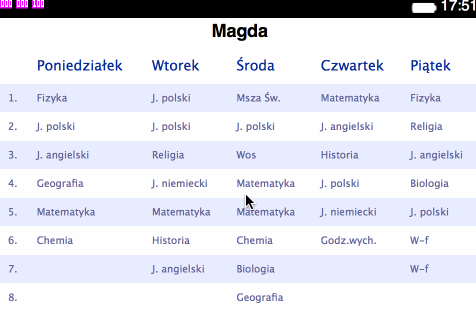 17:51
Magda
Poniedziałek Wtorek Środa Czwartek Piątek
1. Fizyka J. polski Msza Św. Matematyka Fizyka
2. J. polski J. polski J. polski J. angielski Religia
3. J. angielski Religia Wos Historia J. angielski
4. Geografia J. niemiecki Matematyka J. polski Biologia
5. Matematyka Matematyka Matematyka J. niemiecki J. polski
6. Chemia Historia Chemia Godz.wych. W-f
7. J. angielski Biologia W-f
8. Geografia